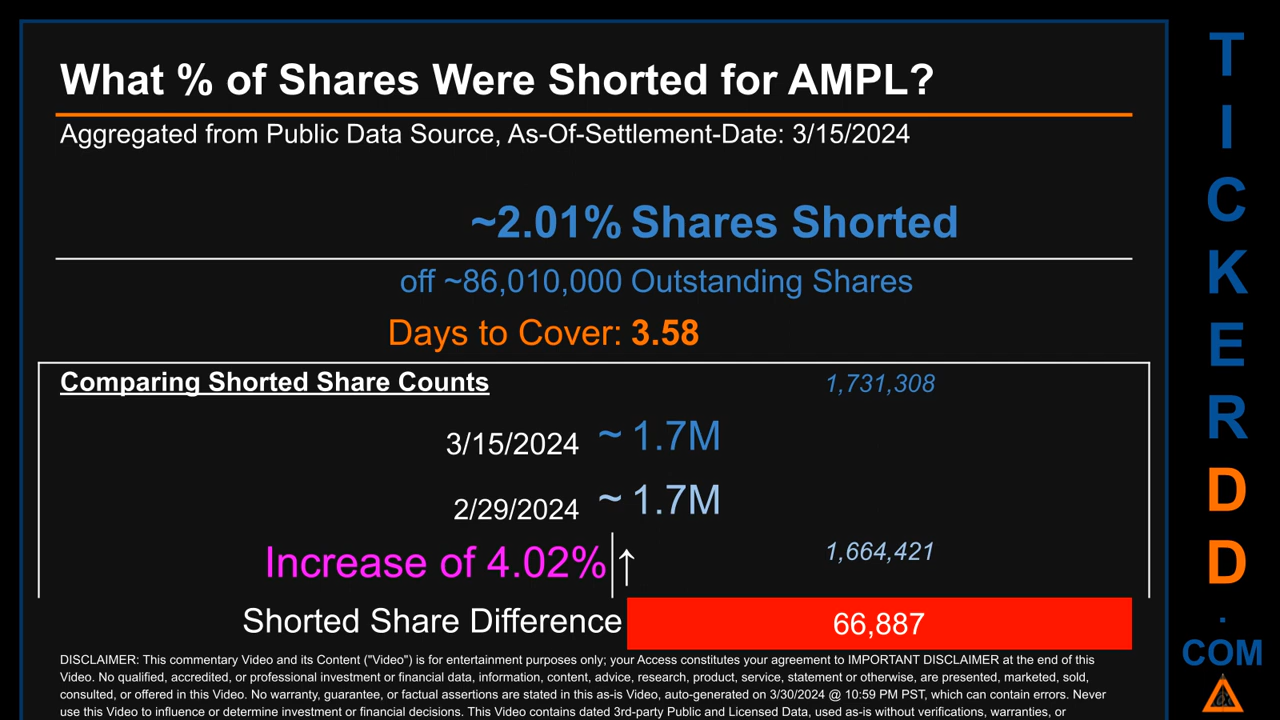 What % of Shares Were Shorted for AMPL?
Aggregated from Public Data Source, As-Of-Settlement-Date: 3/15/2024
~2.01% Shares Shorted
off ~86,010,000 Outstanding Shares
Days to Cover: 3.58
Comparing Shorted Share Counts 1,731,308
3/15/2024 ~ 1.7M
2/29/2024 ~ 1.7M
Increase of 4.02% ↑ 1,664,421
Shorted Share Difference 66,887
DISCLAIMER: This commentary Video and its Content ("Video") is for entertainment purposes only; your Access constitutes your agreement to IMPORTANT DISCLAIMER at the end of this
Video. No qualified, accredited, or professional investment or financial data, information, content, advice, research, product, service, statement or otherwise, are presented, marketed, sold,
consulted, or offered in this Video. No warranty, guarantee, or factual assertions are stated in this as-is Video, auto-generated on 3/30/2024 @ 10:59 PM PST, which can contain errors. Never
use this Video to influence or determine investment or financial decisions. This Video contains dated 3rd-party Public and Licensed Data, used as-is without verifications, warranties, or
T
I
C
K
E
R
D
D
.
COM